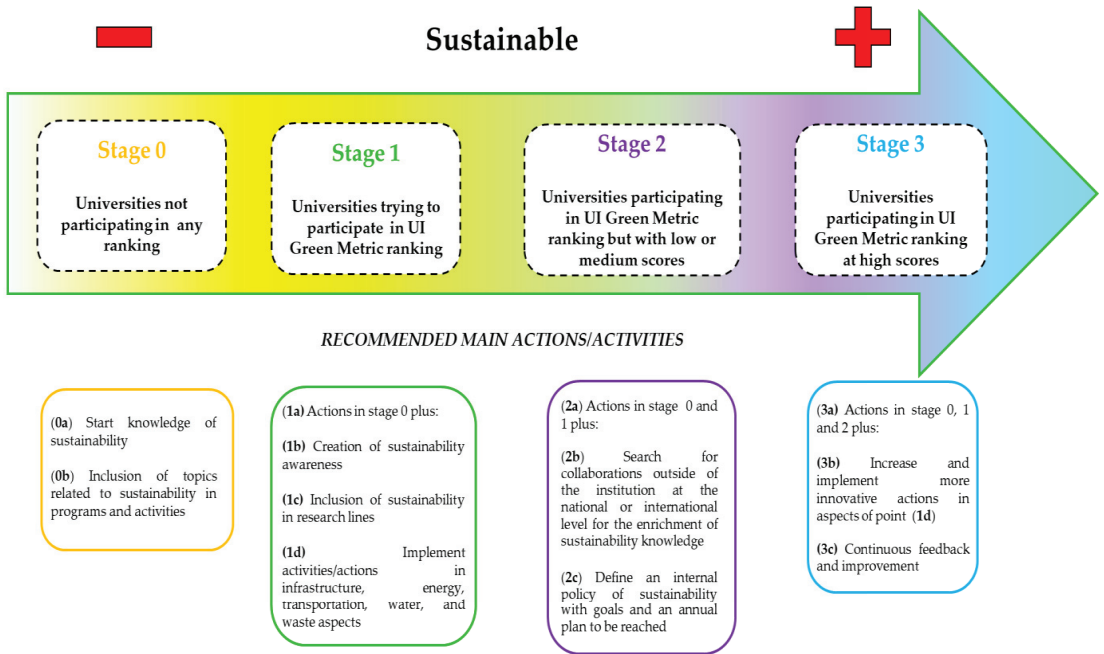 Sustainable
Stage 0
Universities not
participating in any
ranking
Stage 1
Universities trying to
participate in UI
Green Metric ranking
Stage 2
Universities participating
in UI Green Metric
ranking but with low or
medium scores
Stage 3
Universities
participating in UI
Green Metric ranking
at high scores
RECOMMENDED MAIN ACTIONS/ACTIVITIES
(0a) Start knowledge of
sustainability
(0b) Inclusion of topics
related to sustainability in
programs and activities
(1a) Actions in stage 0 plus:
(1b) Creation of sustainability
awareness
(1c) Inclusion of sustainability
in research lines
(1d) Implement
activities/actions in
infrastructure, energy,
transportation, water, and
waste aspects
(2a) Actions in stage 0 and
1 plus:
(2b) Search for
collaborations outside of
the institution at the
national or international
level for the enrichment of
sustainability knowledge
(2c) Define an internal
policy of sustainability
with goals and an annual
plan to be reached
(3a) Actions in stage 0, 1
and 2 plus:
(3b) Increase and
implement more
innovative actions in
aspects of point (1d)
(3c) Continuous feedback
and improvement